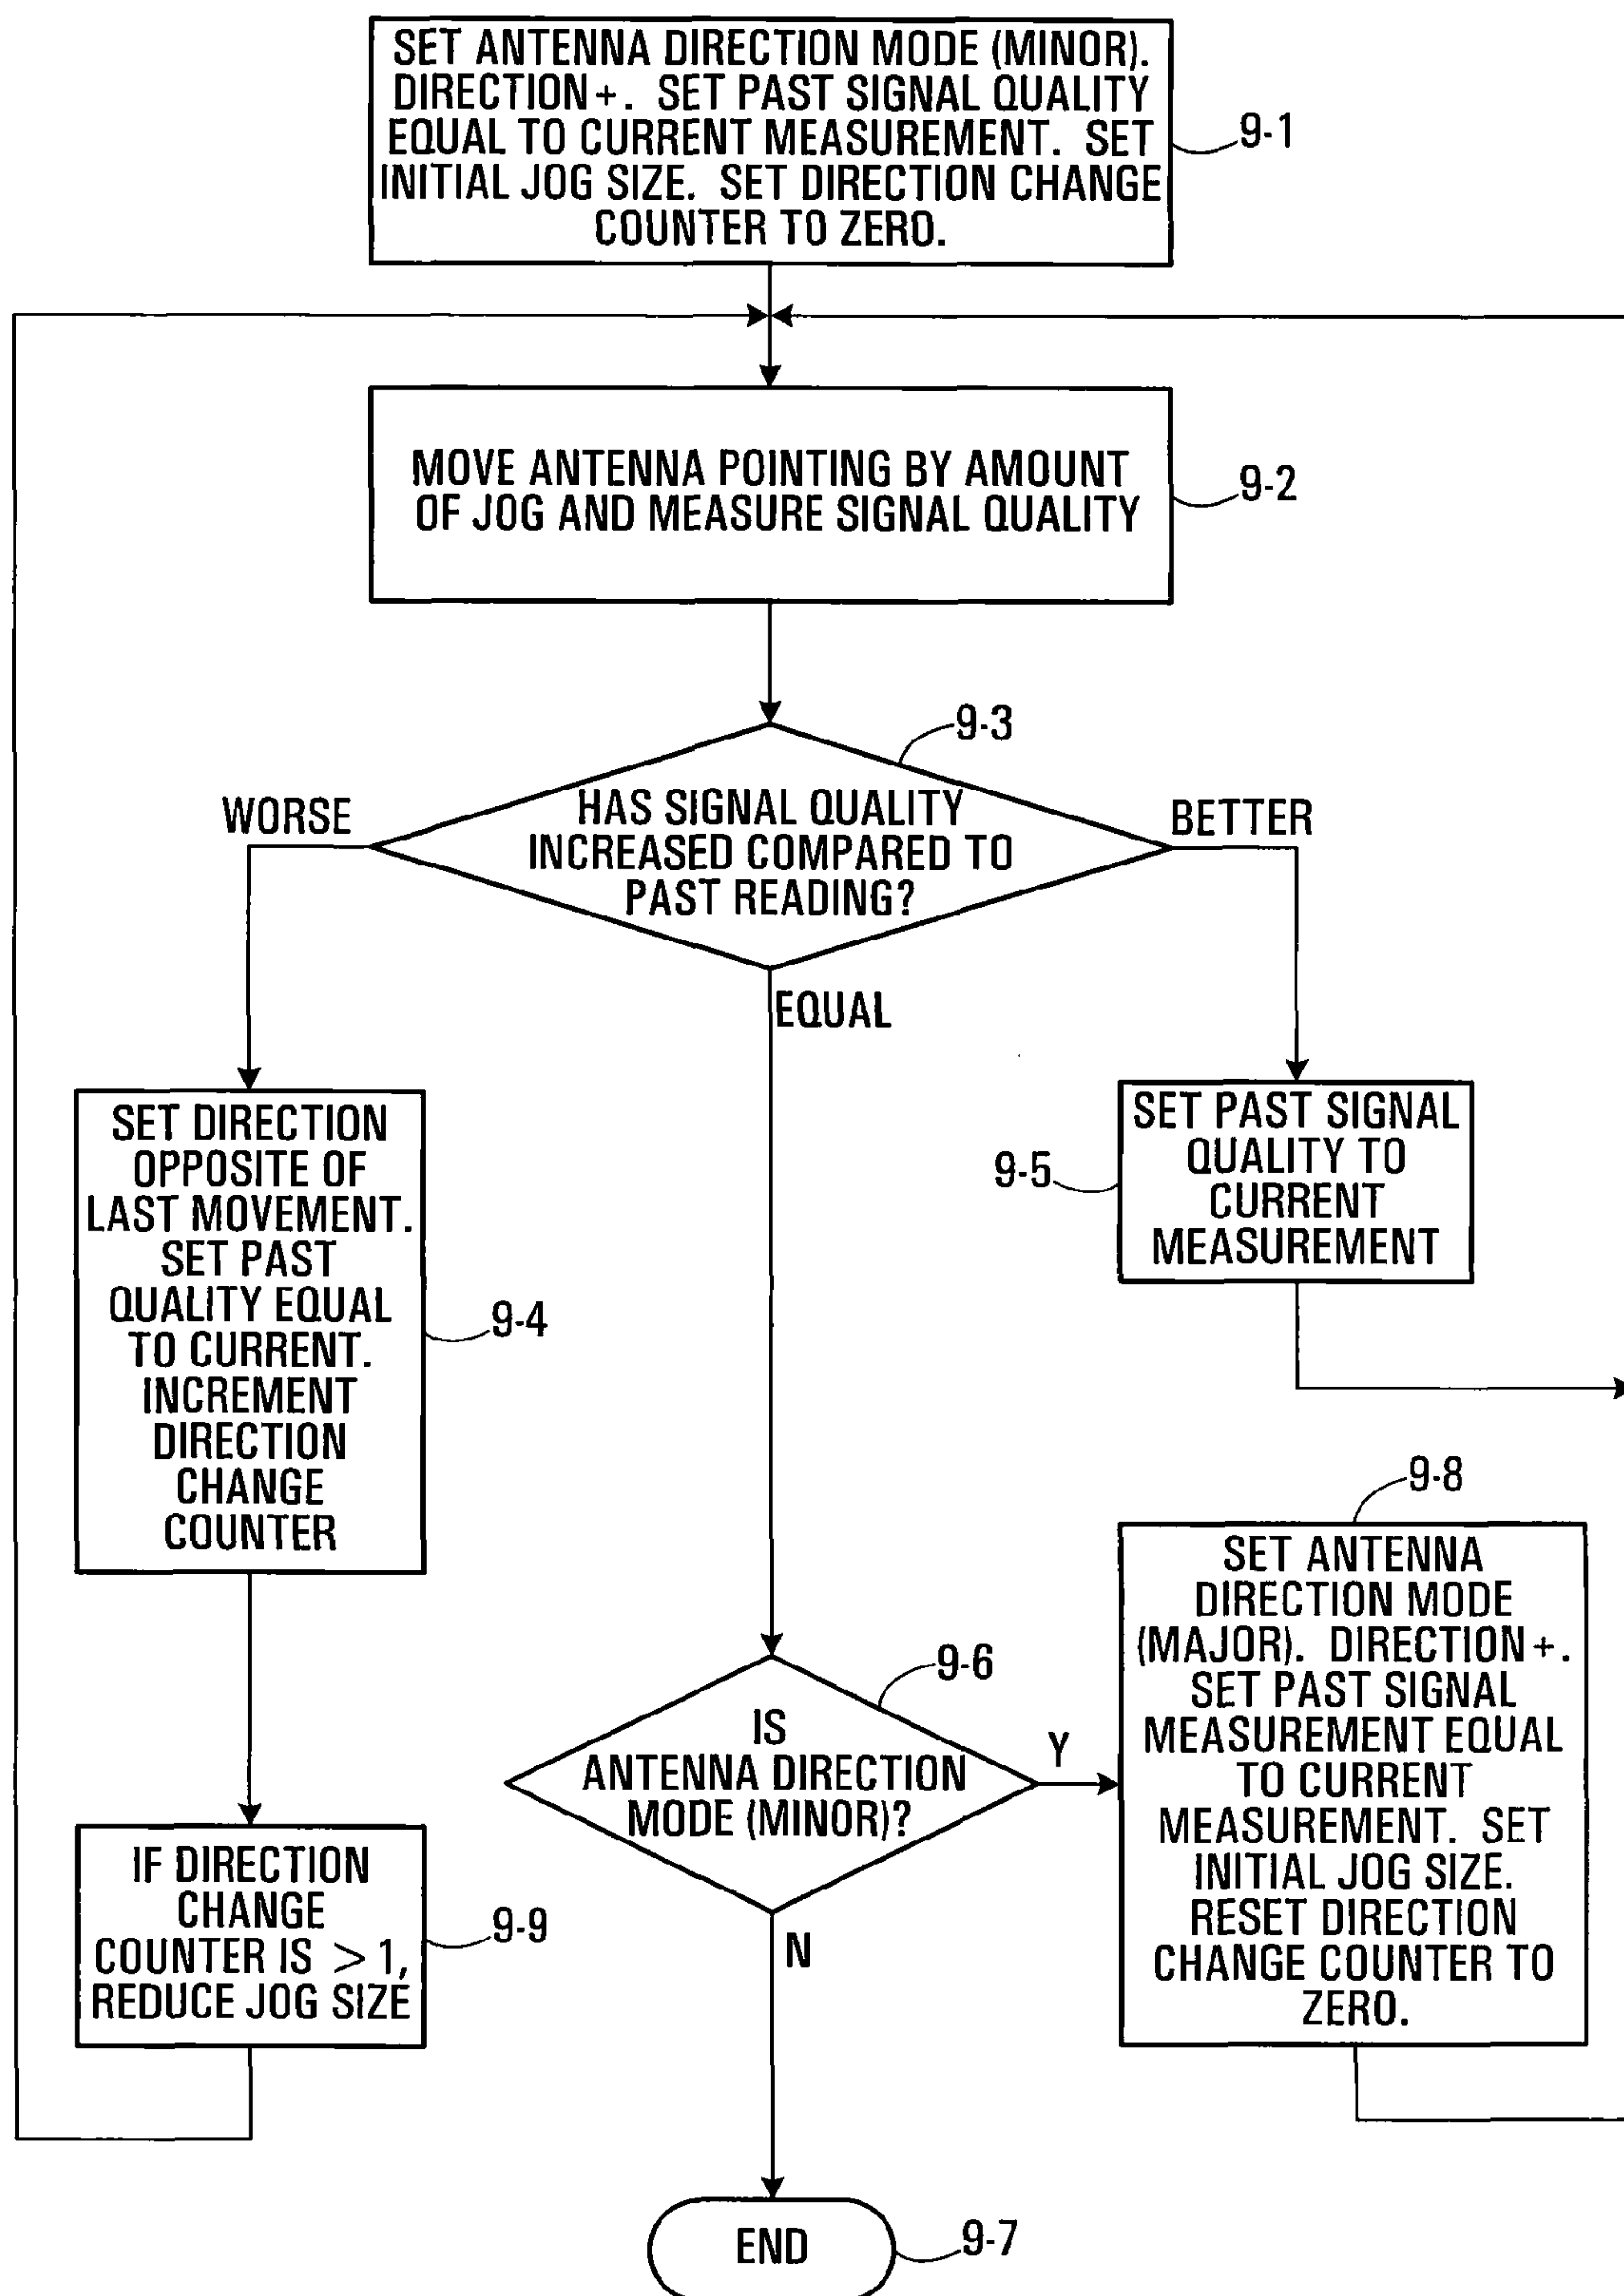 SET ANTENNA DIRECTION MODE (MINOR).
DIRECTION+. SET PAST SIGNAL QUALITY
EQUAL TO CURRENT MEASUREMENT. SET
INITIAL JOG SIZE. SET DIRECTION CHANGE
COUNTER TO ZERO.
9-1
MOVE ANTENNA POINTING BY AMOUNT
OF JOG AND MEASURE SIGNAL QUALITY
9-2
9-3
HAS SIGNAL QUALITY
INCREASED COMPARED TO
PAST READING?
WORSE
BETTER
EQUAL
SET DIRECTION
OPPOSITE OF
LAST MOVEMENT.
SET PAST
QUALITY EQUAL
TO CURRENT.
INCREMENT
DIRECTION
CHANGE
COUNTER
9-4
SET PAST SIGNAL
QUALITY TO
CURRENT
MEASUREMENT
9-5
9-6
IS
ANTENNA DIRECTION
MODE (MINOR)?
Y
N
9-8
SET ANTENNA
DIRECTION MODE
(MAJOR). DIRECTION+.
SET PAST SIGNAL
MEASUREMENT EQUAL
TO CURRENT
MEASUREMENT. SET
INITIAL JOG SIZE.
RESET DIRECTION
CHANGE COUNTER TO
ZERO.
IF DIRECTION
CHANGE
COUNTER IS >1,
REDUCE JOG SIZE
9-9
END
9-7